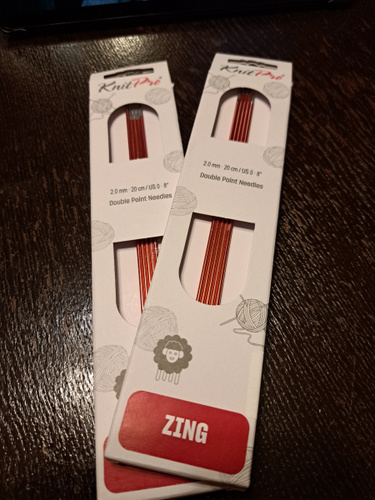 KnitPro
2.0 mm · 20 cm / US 0 · 8"
Double Point Needles
KnitPro
2.0 mm · 20 cm / US 0 · 8"
Double Point Needles
ZING